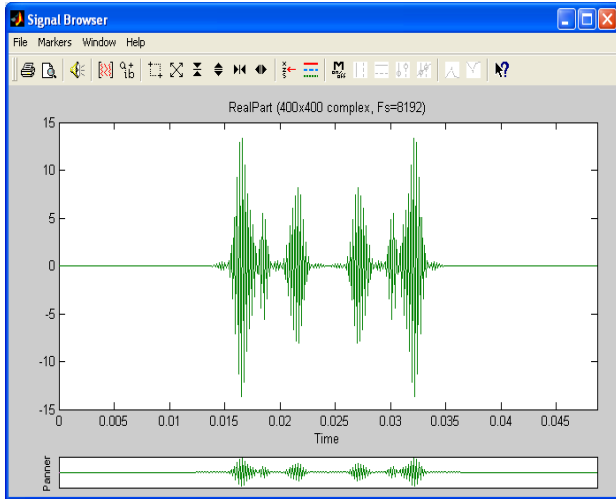 Signal Browser
File Markers Window Help
RealPart (400x400 complex, Fs=8192)
15
10
5
0
-5
-10
-15
0 0.005 0.01 0.015 0.02 0.025 0.03 0.035 0.04 0.045
Time
Panner